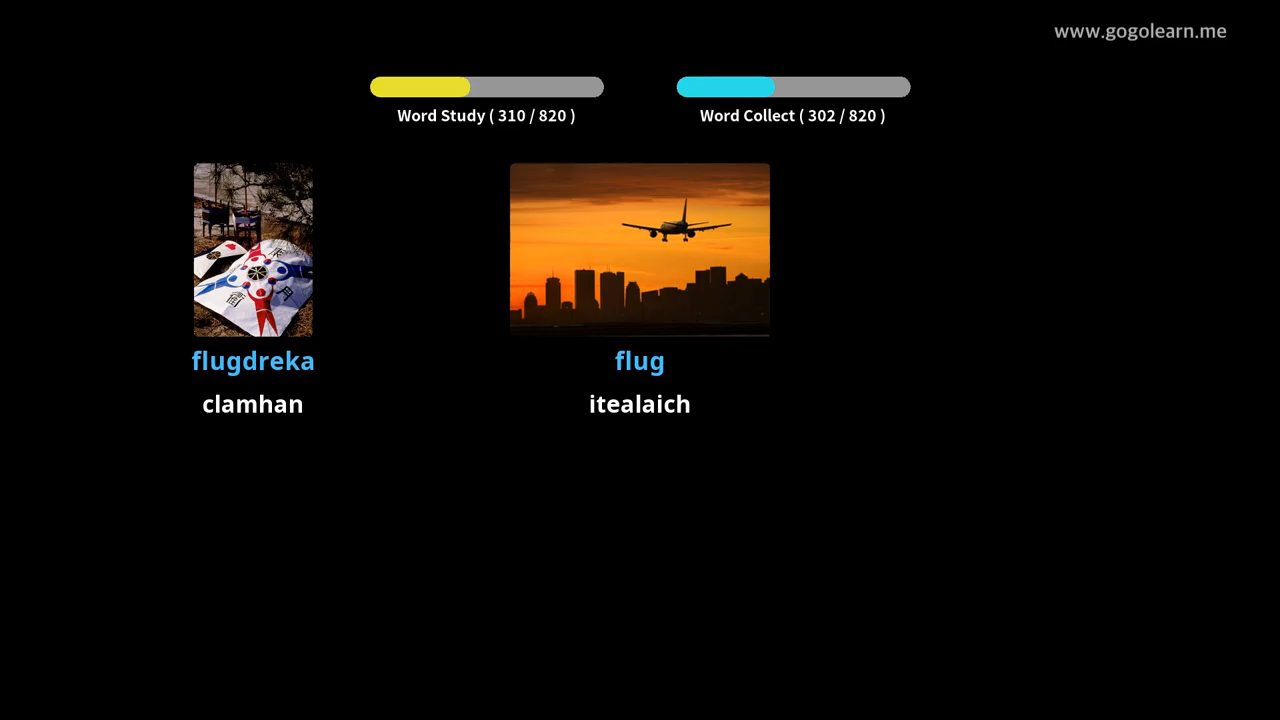 www.gogolearn.me
Word Study ( 310 / 820 )
Word Collect ( 302 / 820 )
flugdreka
flug
clamhan
itealaich